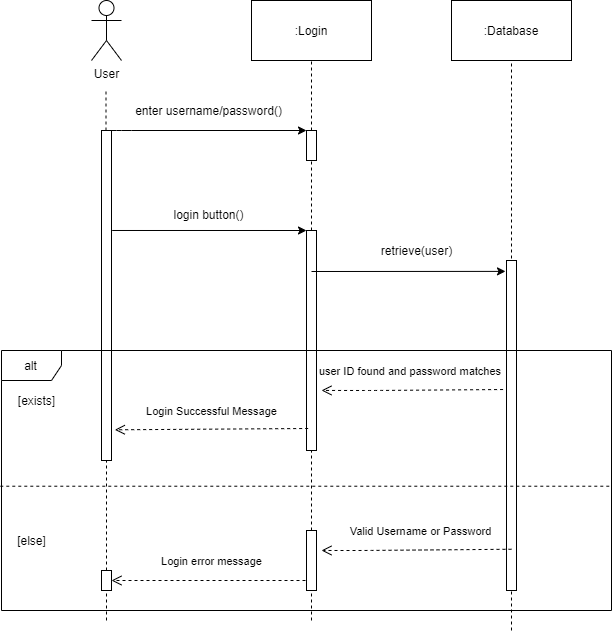 :Login
:Database
User
enter username/password()
login button()
retrieve(user)
alt
user ID found and password matches
[exists]
Login Successful Message
Valid Username or Password
[else]
Login error message